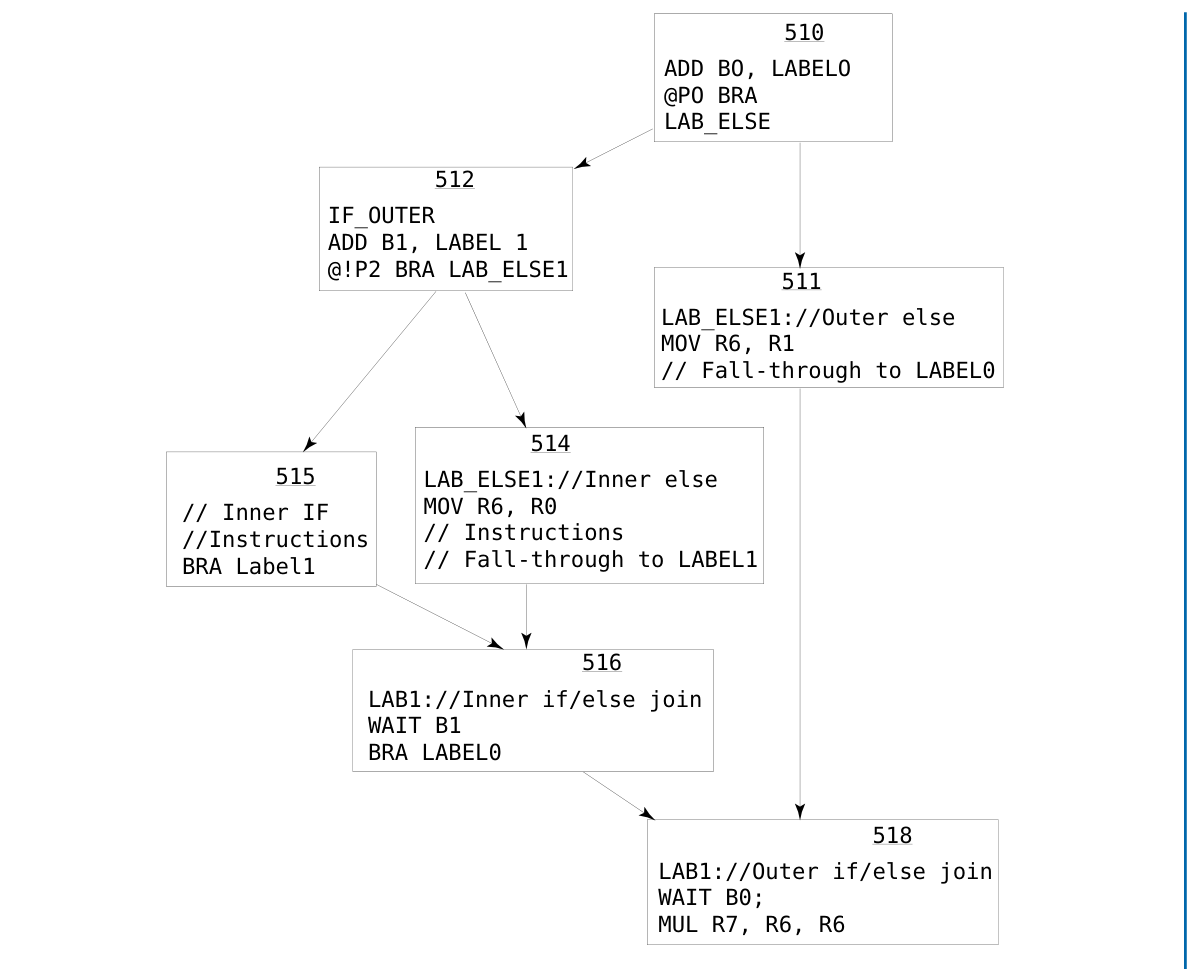 510
ADD BO, LABELO
@PO BRA
LAB_ELSE
512
IF_OUTER
ADD B1, LABEL 1
@!P2 BRA LAB_ELSE1
511
LAB_ELSE1://Outer else
MOV R6, R1
// Fall-through to LABEL0
515
// Inner IF
//Instructions
BRA Label1
514
LAB_ELSE1://Inner else
MOV R6, R0
// Instructions
// Fall-through to LABEL1
516
LAB1://Inner if/else join
WAIT B1
BRA LABEL0
518
LAB1://Outer if/else join
WAIT B0;
MUL R7, R6, R6